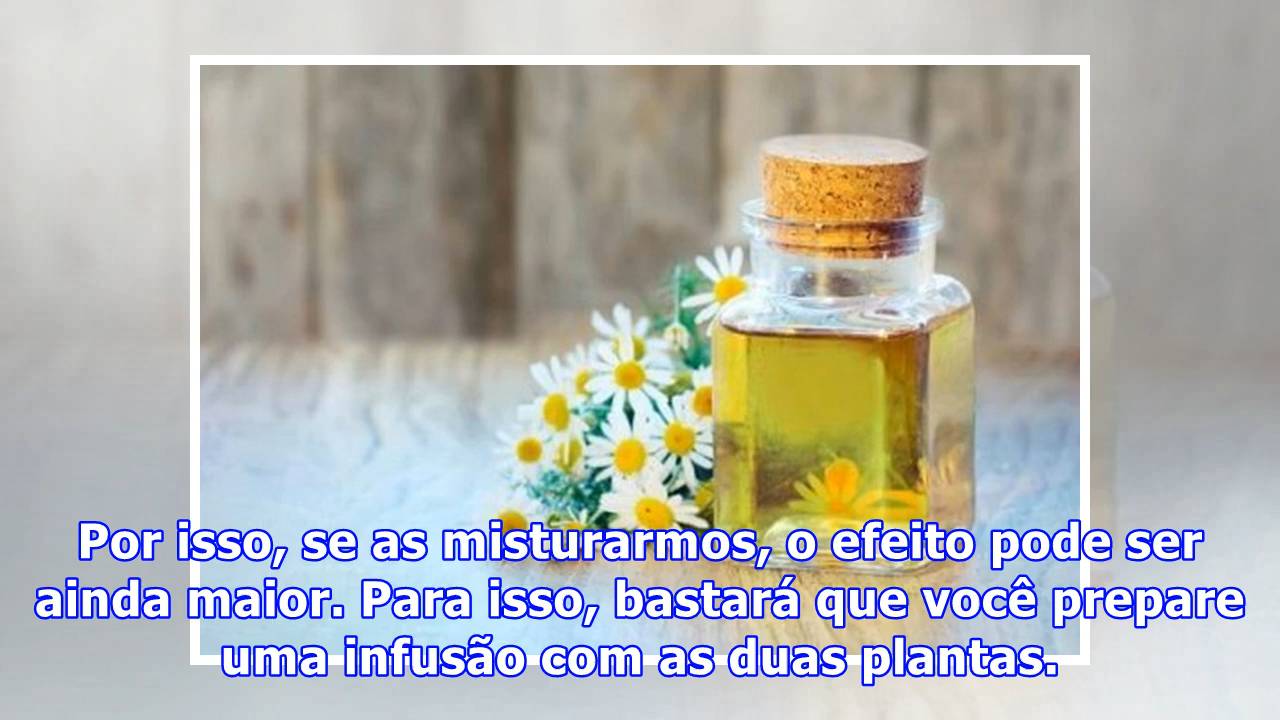 Por isso, se as misturarmos, o efeito pode ser
ainda maior. Para isso, bastará que você prepare
uma infusão com as duas plantas.